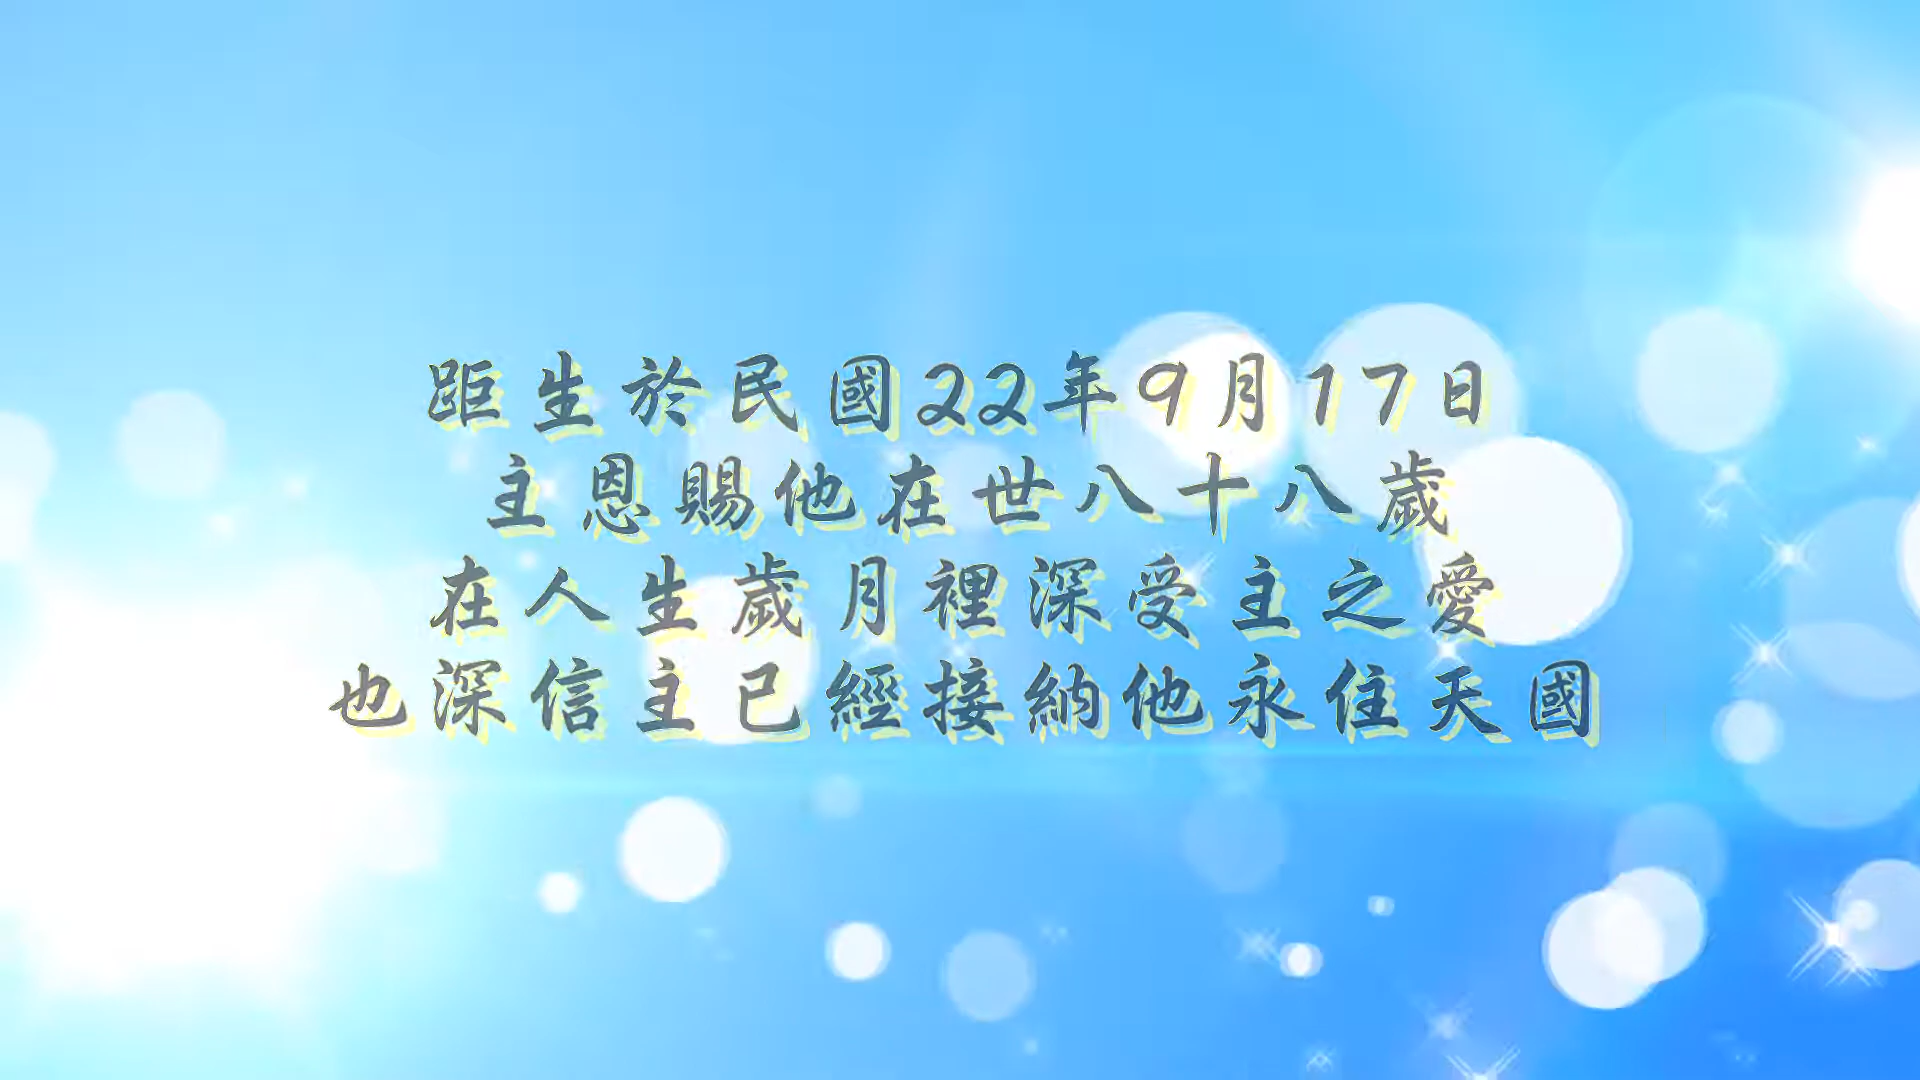 距生於民國22年9月17日
主恩賜他在世八十八歲
在人生歲月裡深受主之愛
也深信主已經接納他永住天國